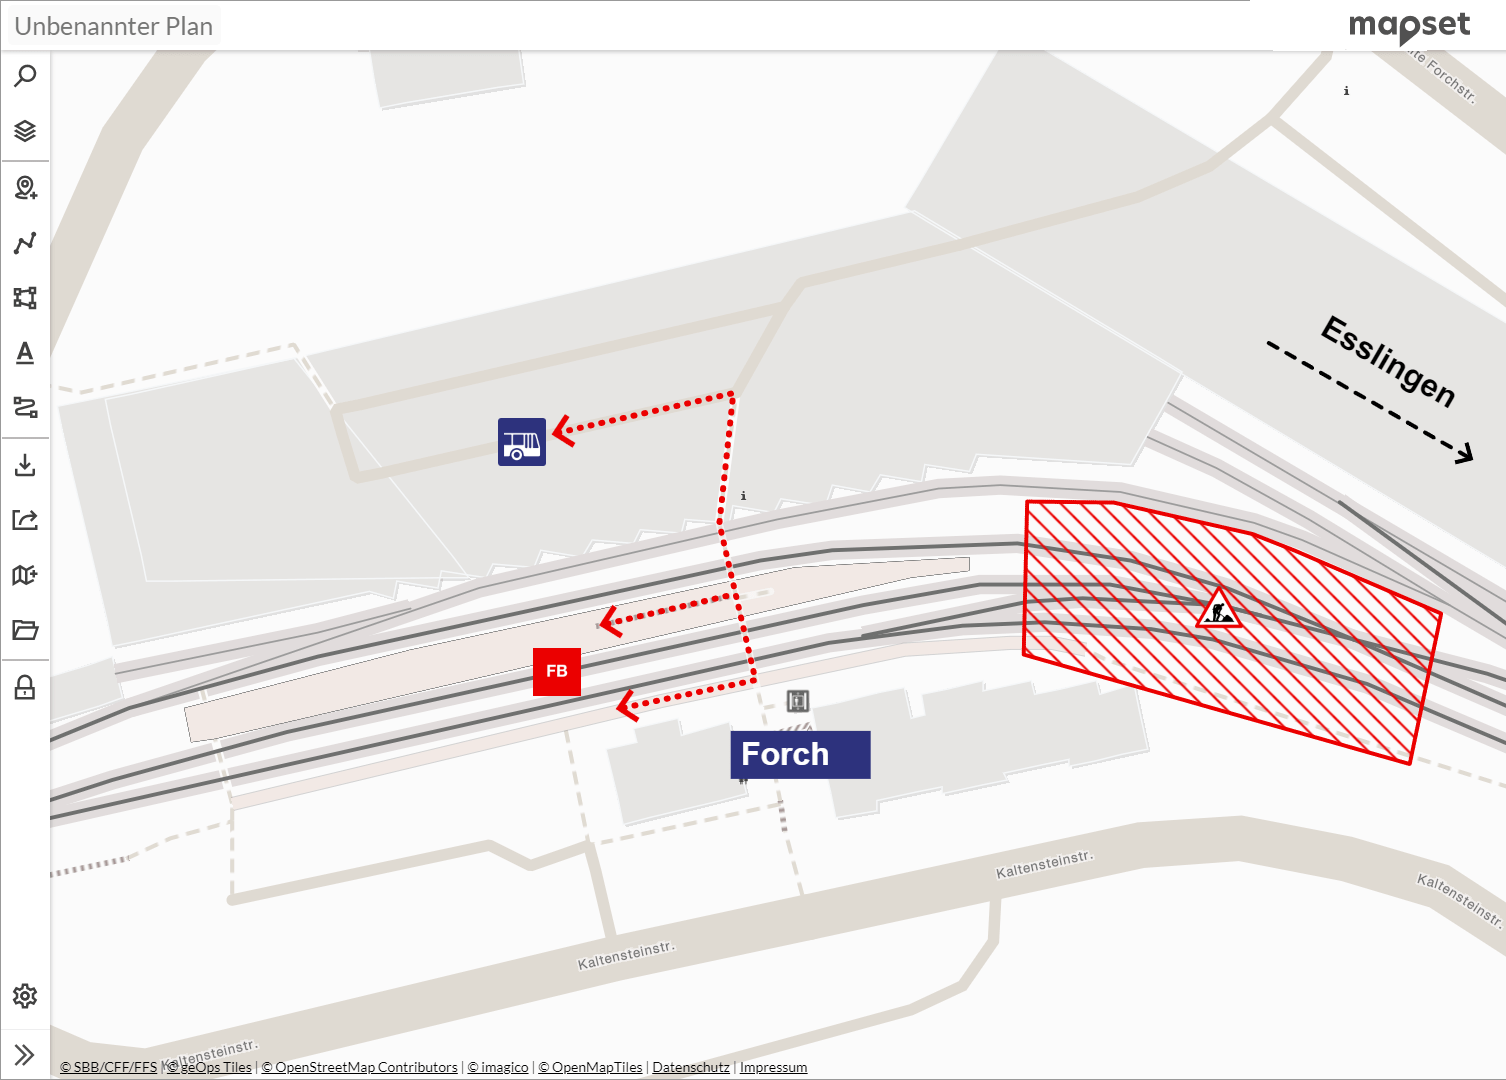 Unbenannter Plan
mapset
Forchstr.
i
Esslingen
i
FB
Forch
Kaltensteinstr.
Kaltensteinstr.
Kaltensteinstr.
Kaltensteinstr.
© SBB/CFF/FFS | © geOps Tiles | © OpenStreetMap Contributors | © imagico | © OpenMapTiles | Datenschutz | Impressum